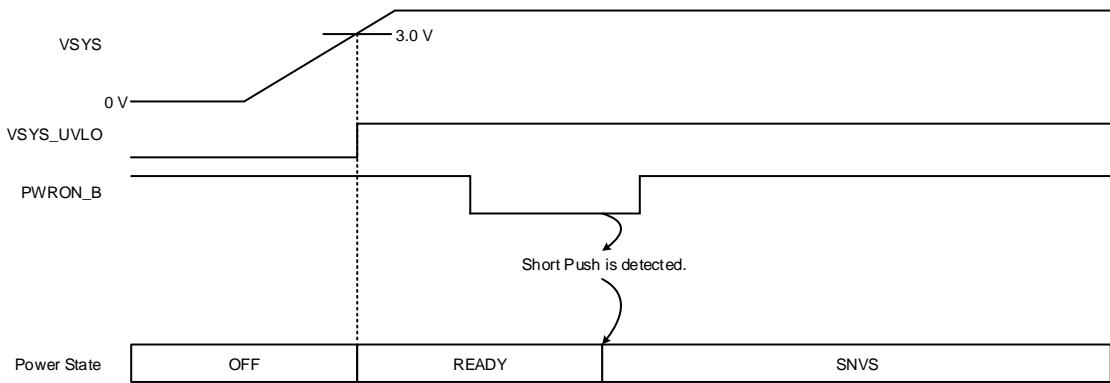 VSYS
3.0 V
0 V
VSYS_UVLO
PWRON_B
Short Push is detected.
Power State
OFF
READY
SNVS